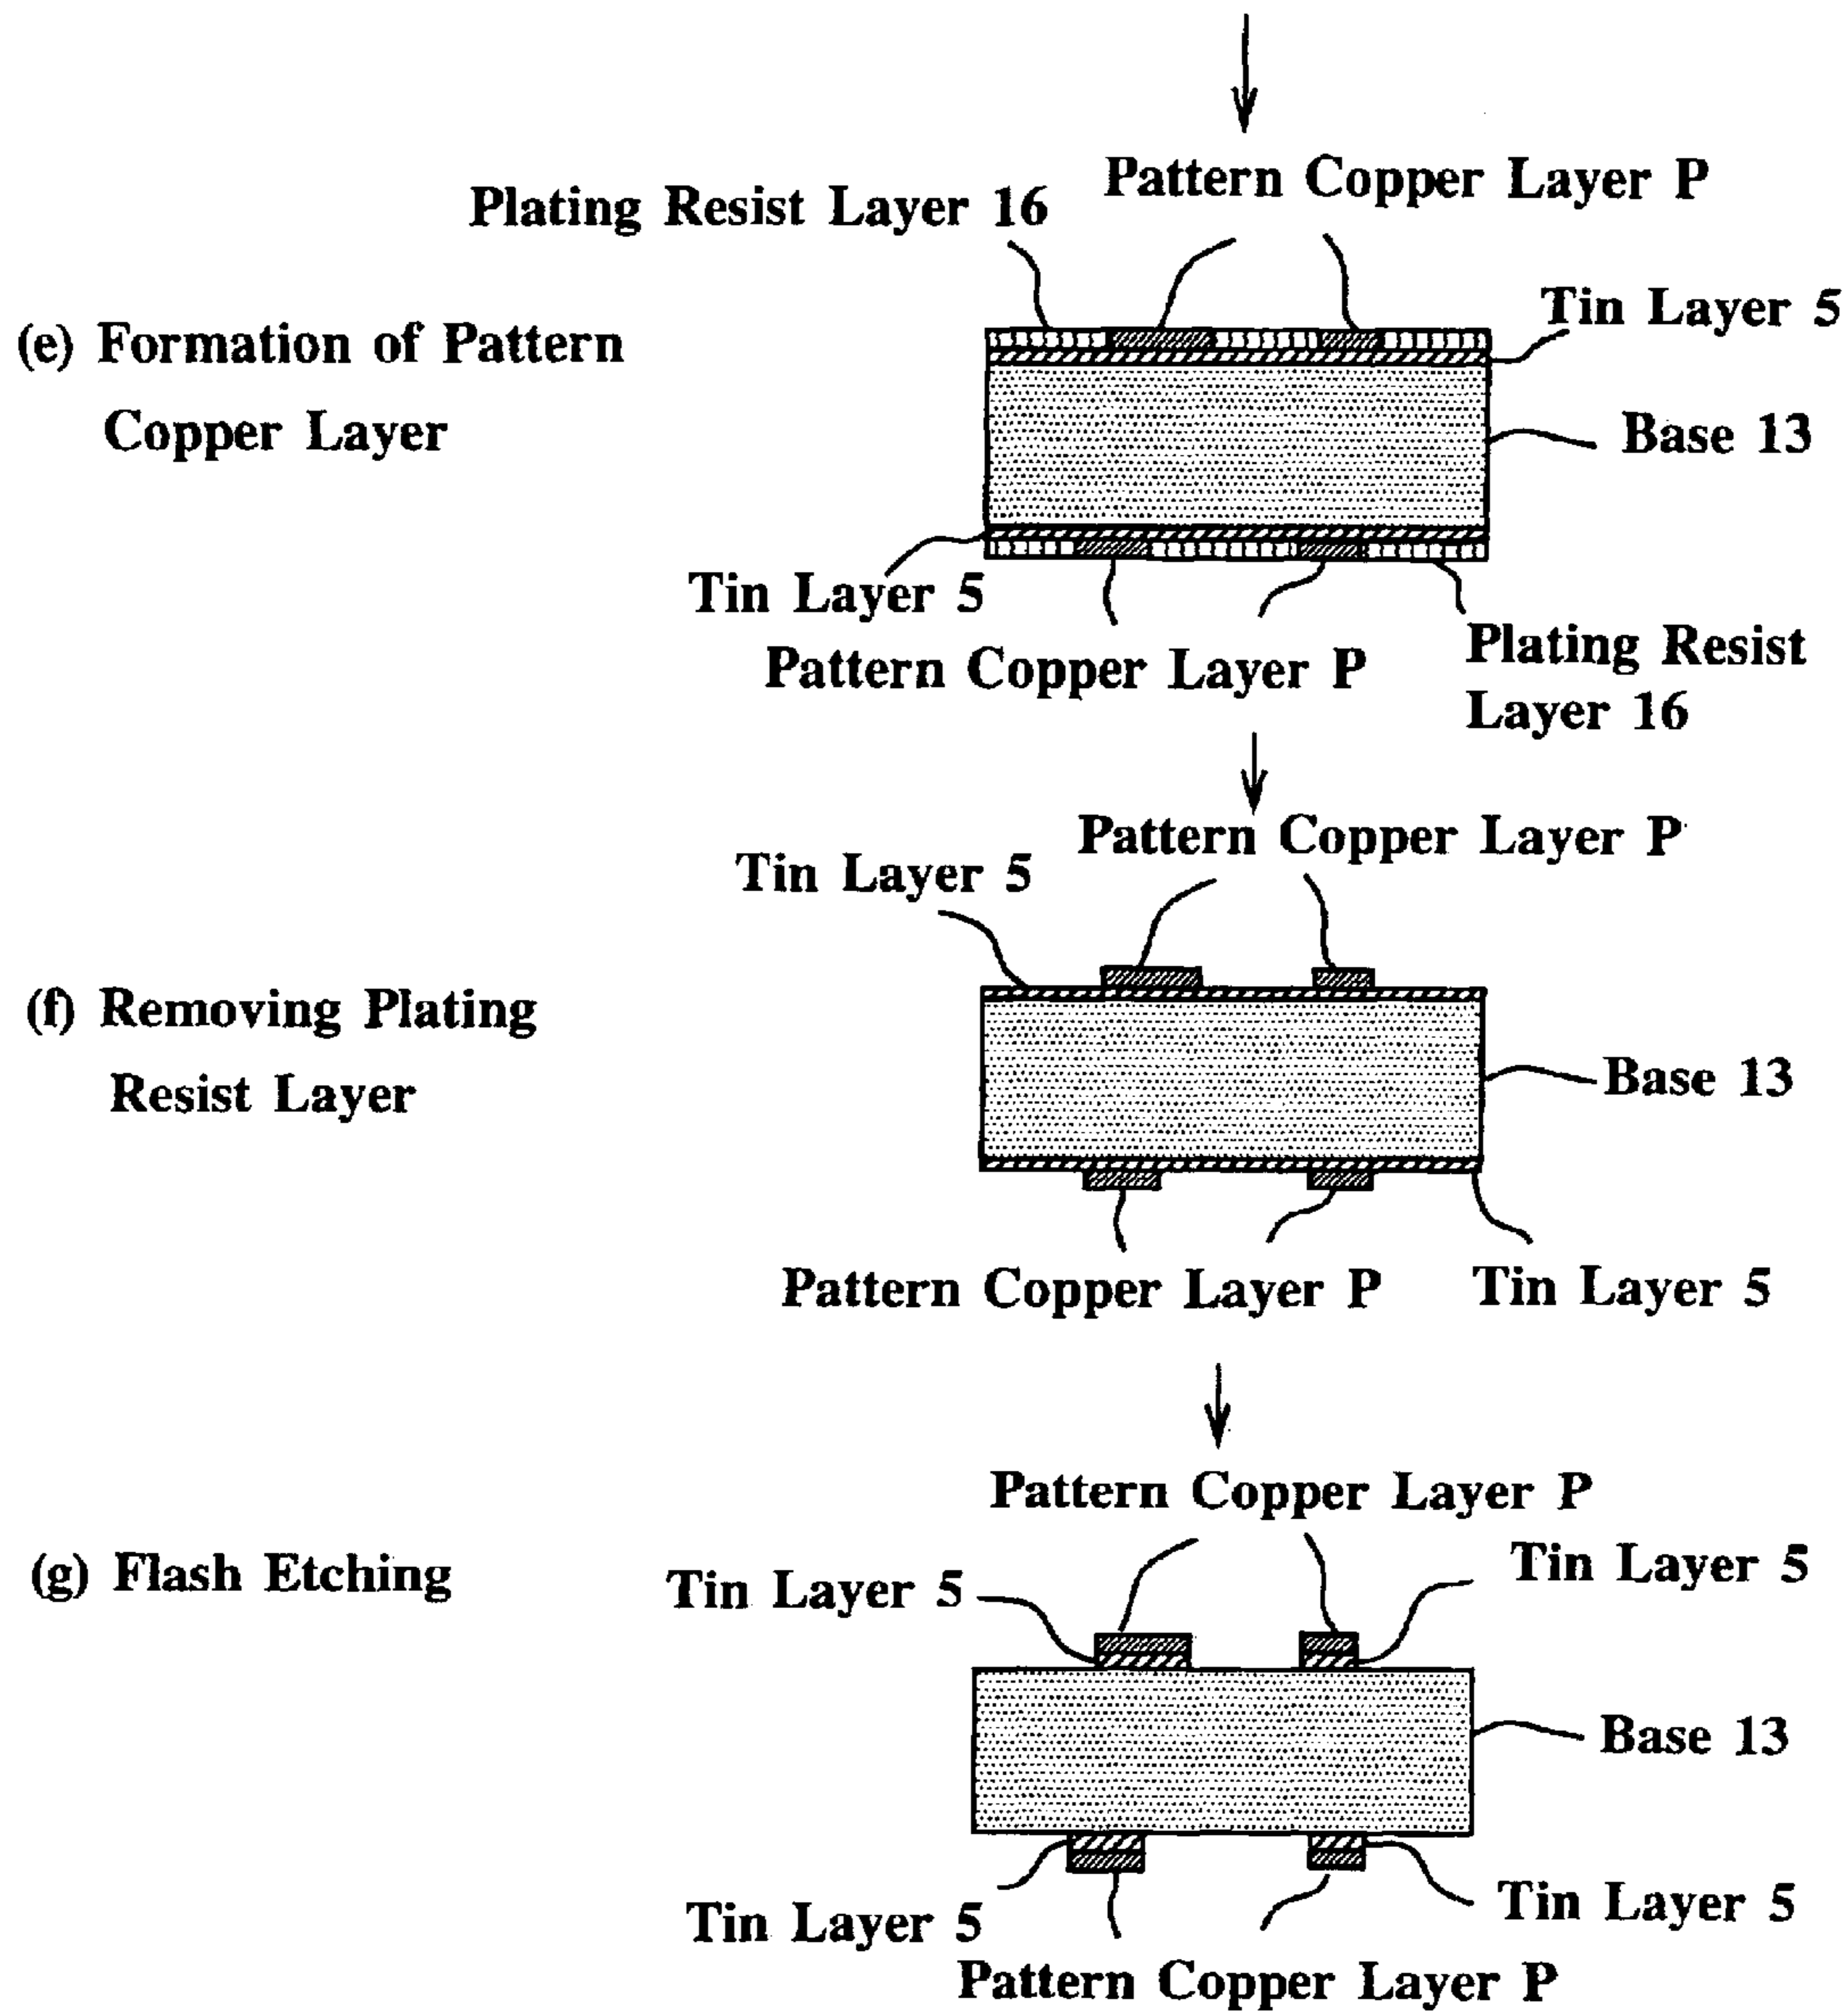 Pattern Copper Layer P
Plating Resist Layer 16
Tin Layer 5
(e) Formation of Pattern
Copper Layer
Base 13
Tin Layer 5
Pattern Copper Layer P
Plating Resist
Layer 16
Pattern Copper Layer P
Tin Layer 5
(f) Removing Plating
Resist Layer
Base 13
Pattern Copper Layer P
Tin Layer 5
Pattern Copper Layer P
Tin Layer 5
(g) Flash Etching
Tin Layer 5
Base 13
Tin Layer 5
Tin Layer 5
Pattern Copper Layer P